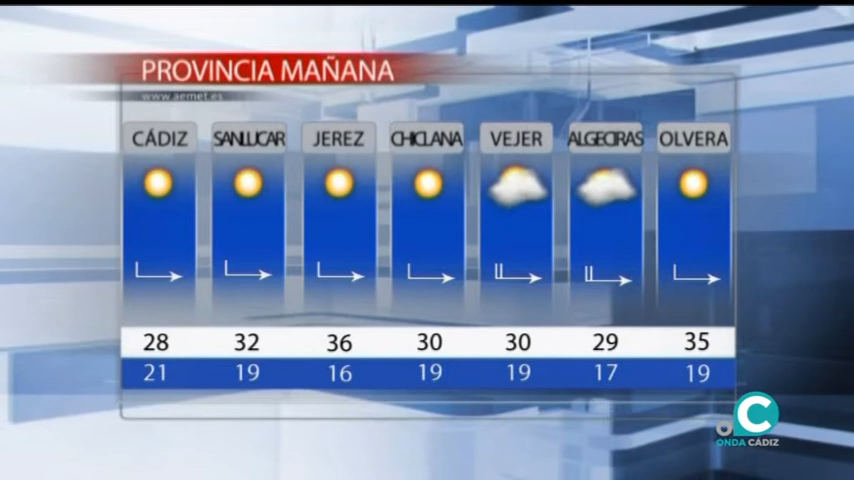 PROVINCIA MAÑANA
www.aemet.es
CÁDIZ SANLUCAR JEREZ CHICLANA VEJER ALGECIRAS OLVERA
28 32 36 30 30 29 35
21 19 16 19 19 17 19
C
ONDA CÁDIZ